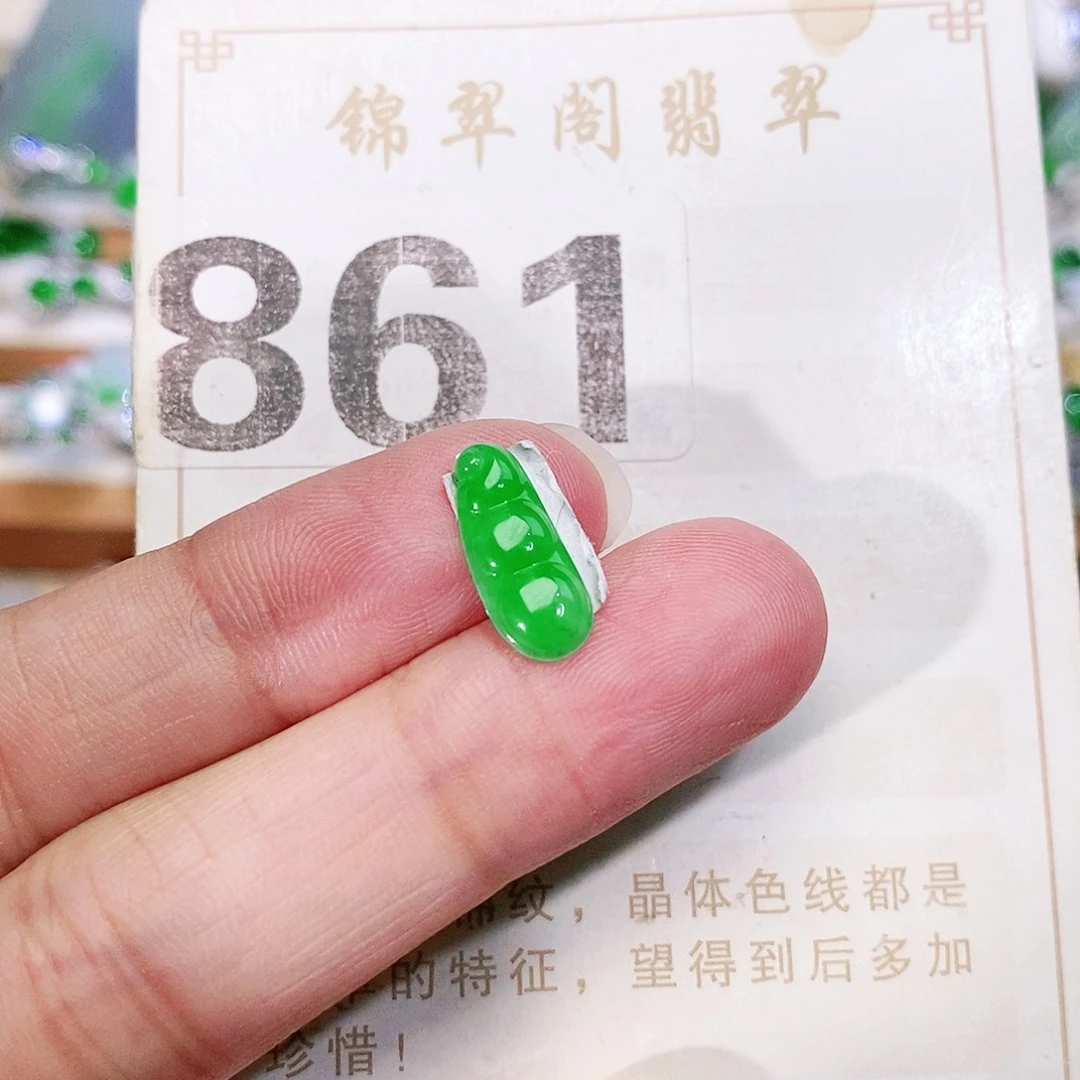 锦翠阁翡翠
861
纹，晶体色线都是
的特征，望得到后多加
珍惜！